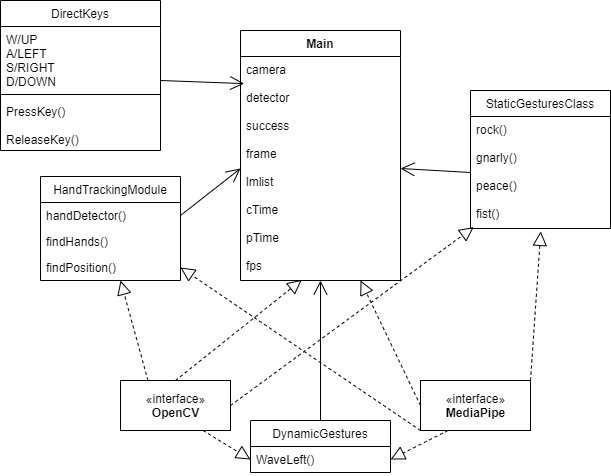 DirectKeys
W/UP
A/LEFT
S/RIGHT
D/DOWN
PressKey()
ReleaseKey()
Main
camera
detector
success
frame
lmlist
cTime
pTime
fps
StaticGesturesClass
rock()
gnarly()
peace()
fist()
HandTrackingModule
handDetector()
findHands()
findPosition()
«interface»
OpenCV
«interface»
MediaPipe
DynamicGestures
WaveLeft()